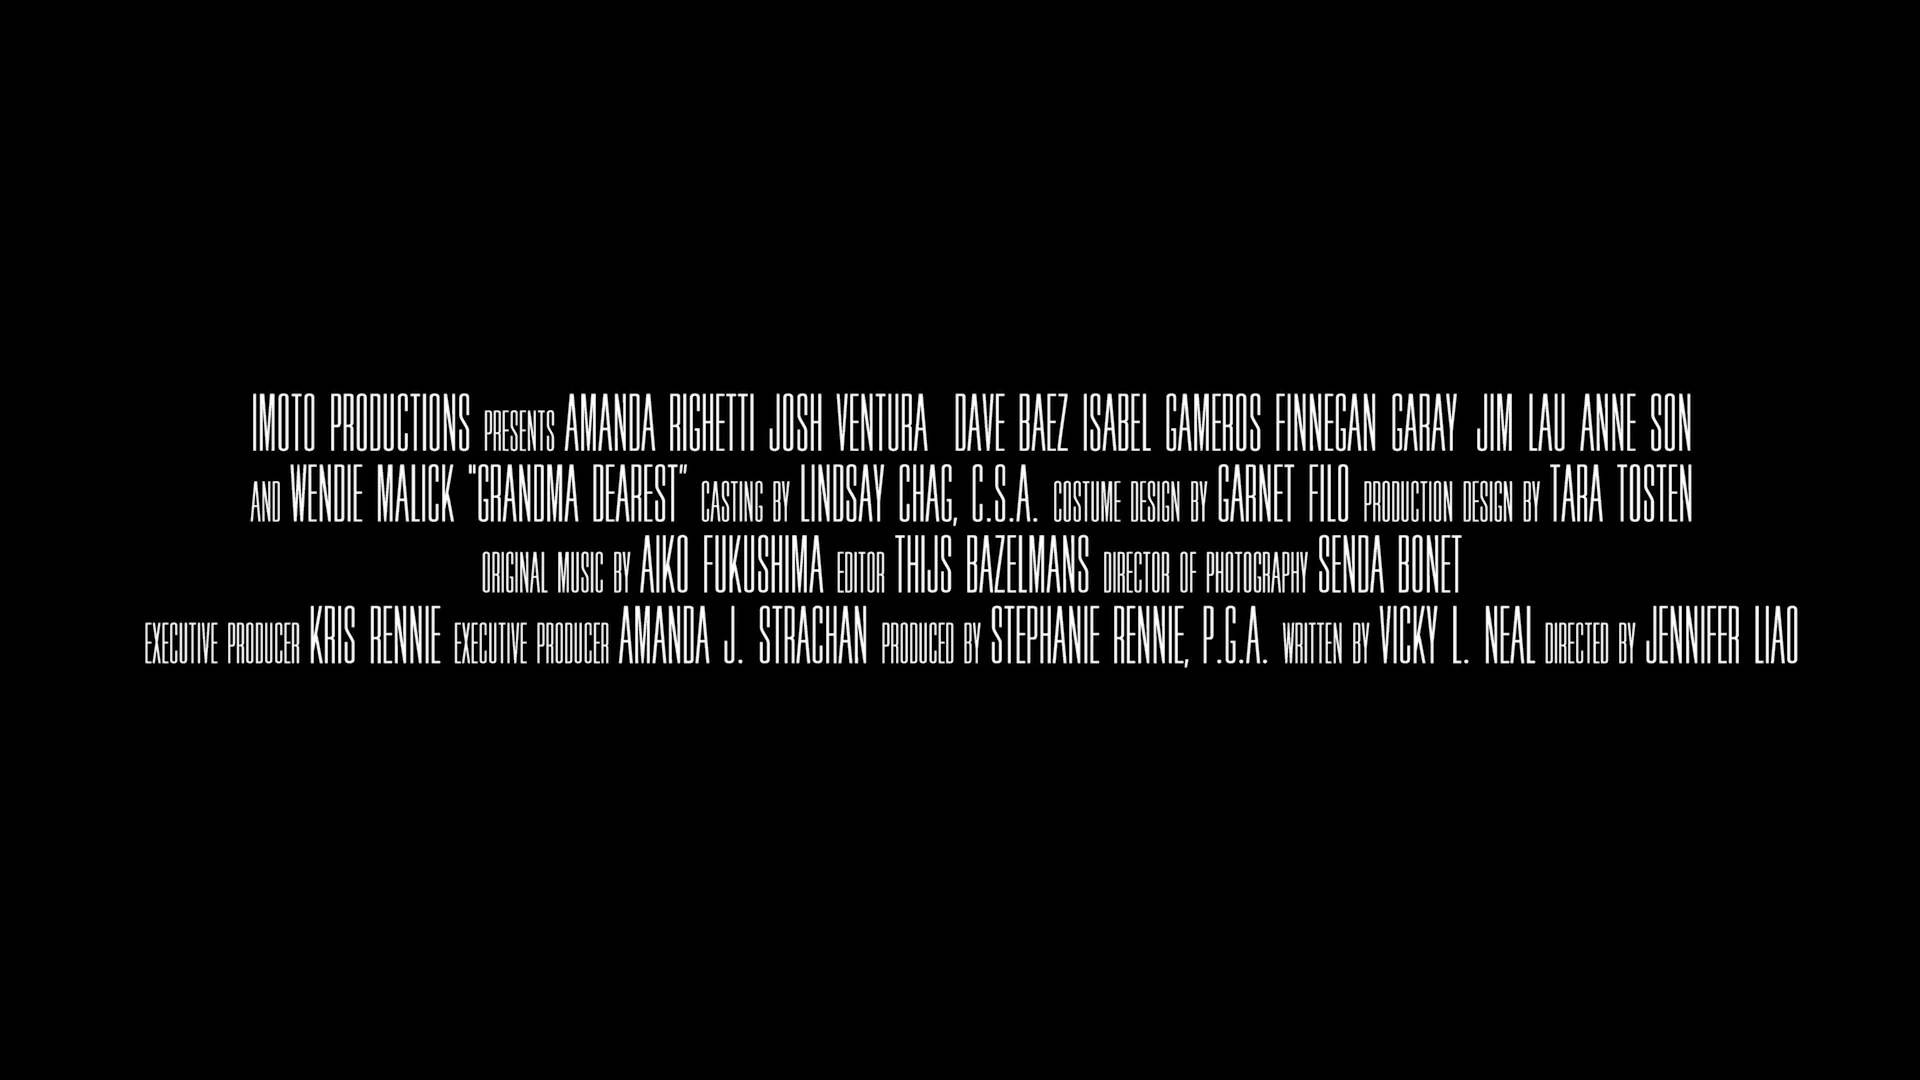 IMOTO PRODUCTIONS PRESENTS AMANDA RIGHETTI JOSH VENTURA DAVE BAEZ ISABEL GAMEROS FINNEGAN GARAY JIM LAU ANNE SON
AND WENDIE MALICK "GRANDMA DEAREST" CASTING BY LINDSAY CHAG, C.S.A. COSTUME DESIGN BY GARNET FILO PRODUCTION DESIGN BY TARA TOSTEN
ORIGINAL MUSIC BY AIKO FUKUSHIMA EDITOR THIJS BAZELMANS DIRECTOR OF PHOTOGRAPHY SENDA BONET
EXECUTIVE PRODUCER KRIS RENNIE EXECUTIVE PRODUCER AMANDA J. STRACHAN PRODUCED BY STEPHANIE RENNIE, P.G.A. WRITTEN BY VICKY L. NEAL DIRECTED BY JENNIFER LIAO